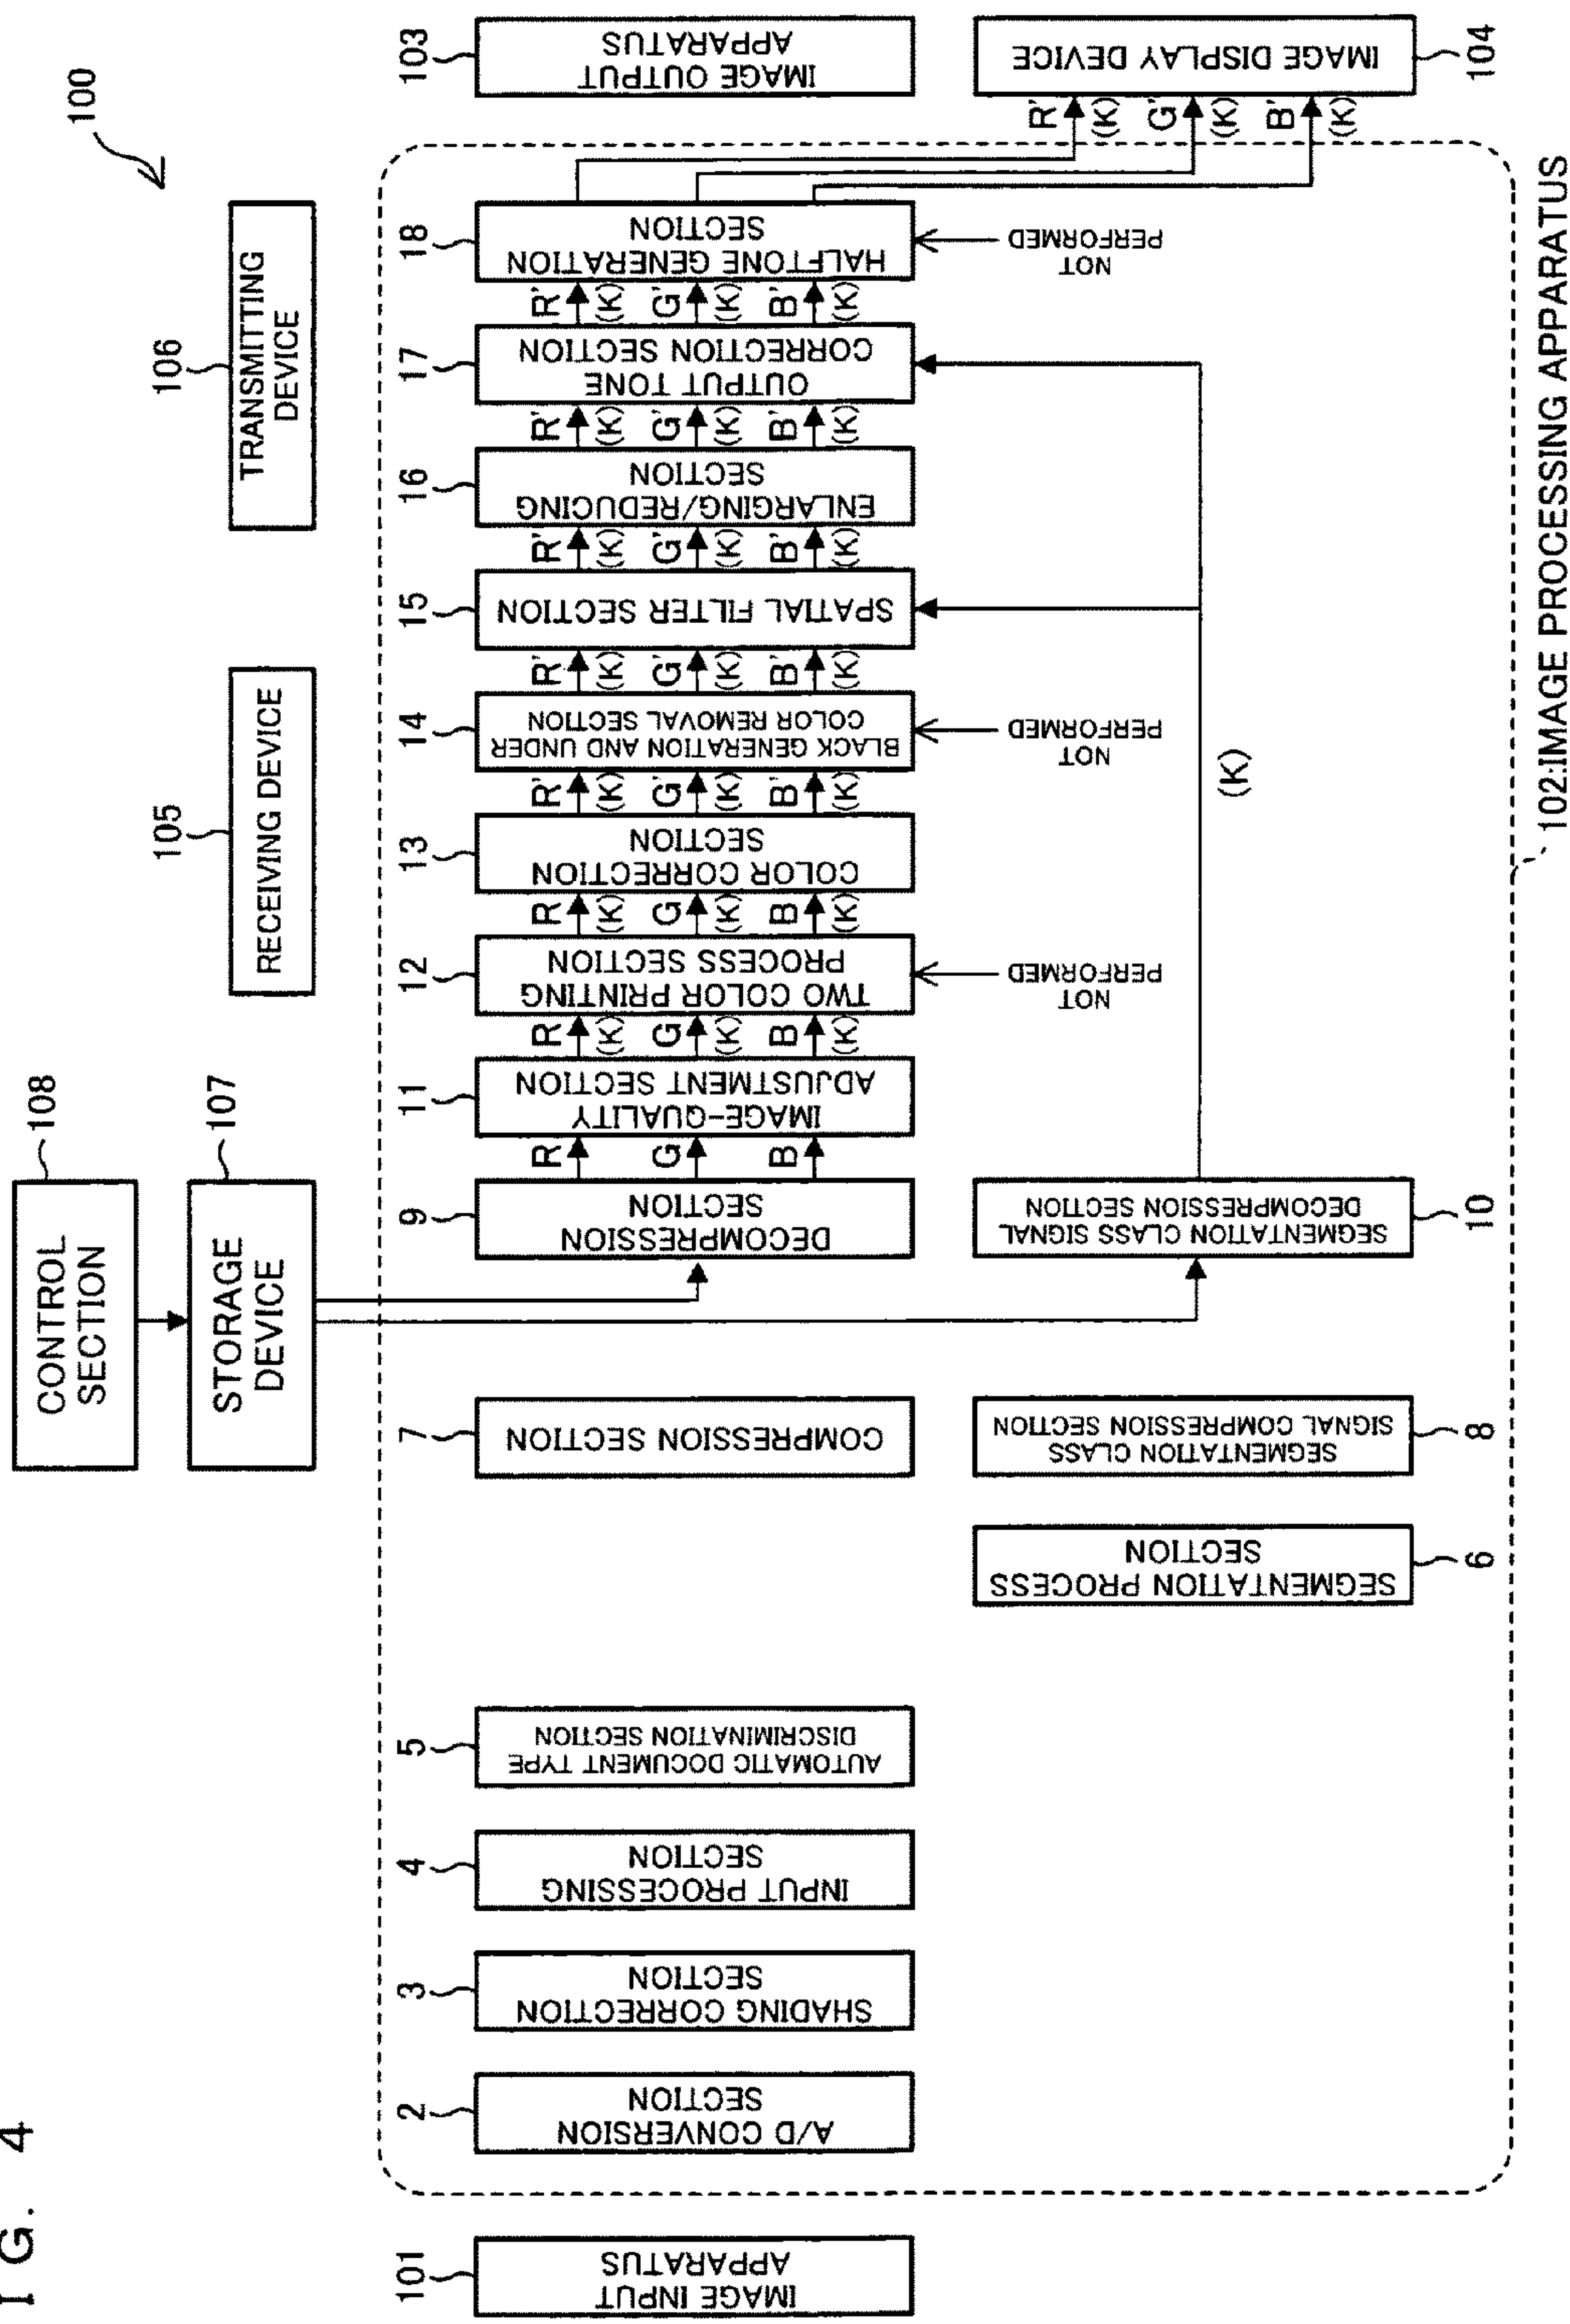 I G. 4
100
CONTROL
SECTION
108
STORAGE
DEVICE
107
RECEIVING DEVICE
105
TRANSMITTING
DEVICE
106
IMAGE INPUT
APPARATUS
101
A/D CONVERSION
SECTION
2
SHADING CORRECTION
SECTION
3
INPUT PROCESSING
SECTION
4
AUTOMATIC DOCUMENT TYPE
DISCRIMINATION SECTION
5
SEGMENTATION PROCESS
SECTION
6
COMPRESSION SECTION
7
SEGMENTATION CLASS
SIGNAL COMPRESSION SECTION
8
DECOMPRESSION
SECTION
9
SEGMENTATION CLASS SIGNAL
DECOMPRESSION SECTION
10
R
G
B
IMAGE-QUALITY
ADJUSTMENT SECTION
11
R
(K)
G
(K)
B
(K)
TWO COLOR PRINTING
PROCESS SECTION
12
NOT
PERFORMED
R
(K)
G
(K)
B
(K)
COLOR CORRECTION
SECTION
13
R'
(K)
G'
(K)
B'
(K)
BLACK GENERATION AND UNDER
COLOR REMOVAL SECTION
14
NOT
PERFORMED
(K)
R'
(K)
G'
(K)
B'
(K)
SPATIAL FILTER SECTION
15
R'
(K)
G'
(K)
B'
(K)
ENLARGING/REDUCING
SECTION
16
R'
(K)
G'
(K)
B'
(K)
OUTPUT TONE
CORRECTION SECTION
17
R'
(K)
G'
(K)
B'
(K)
HALFTONE GENERATION
SECTION
18
NOT
PERFORMED
R'
(K)
G'
(K)
B'
(K)
IMAGE OUTPUT
APPARATUS
103
IMAGE DISPLAY DEVICE
104
102:IMAGE PROCESSING APPARATUS